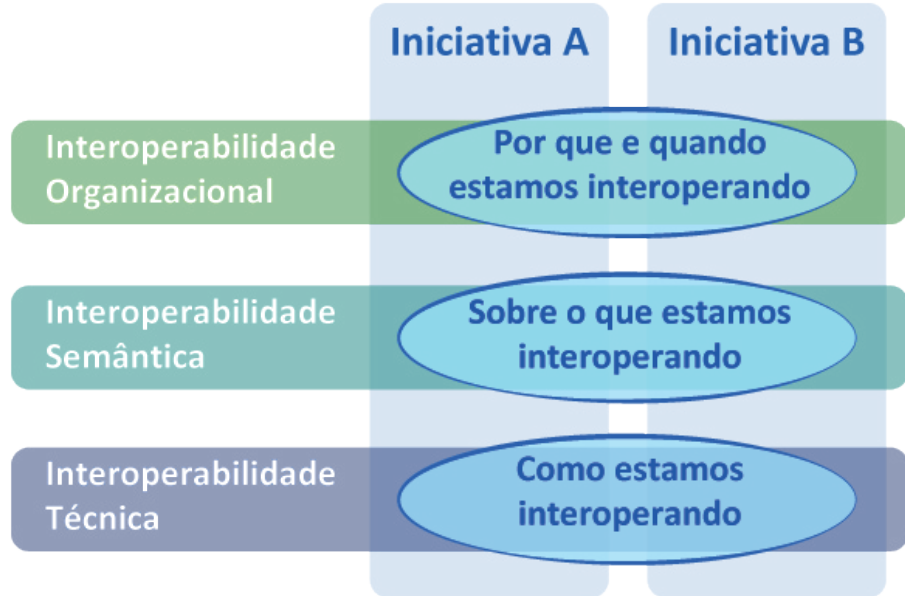 Iniciativa A
Iniciativa B
Interoperabilidade
Organizacional
Por que e quando
estamos interoperando
Interoperabilidade
Semântica
Sobre o que estamos
interoperando
Interoperabilidade
Técnica
Como estamos
interoperando